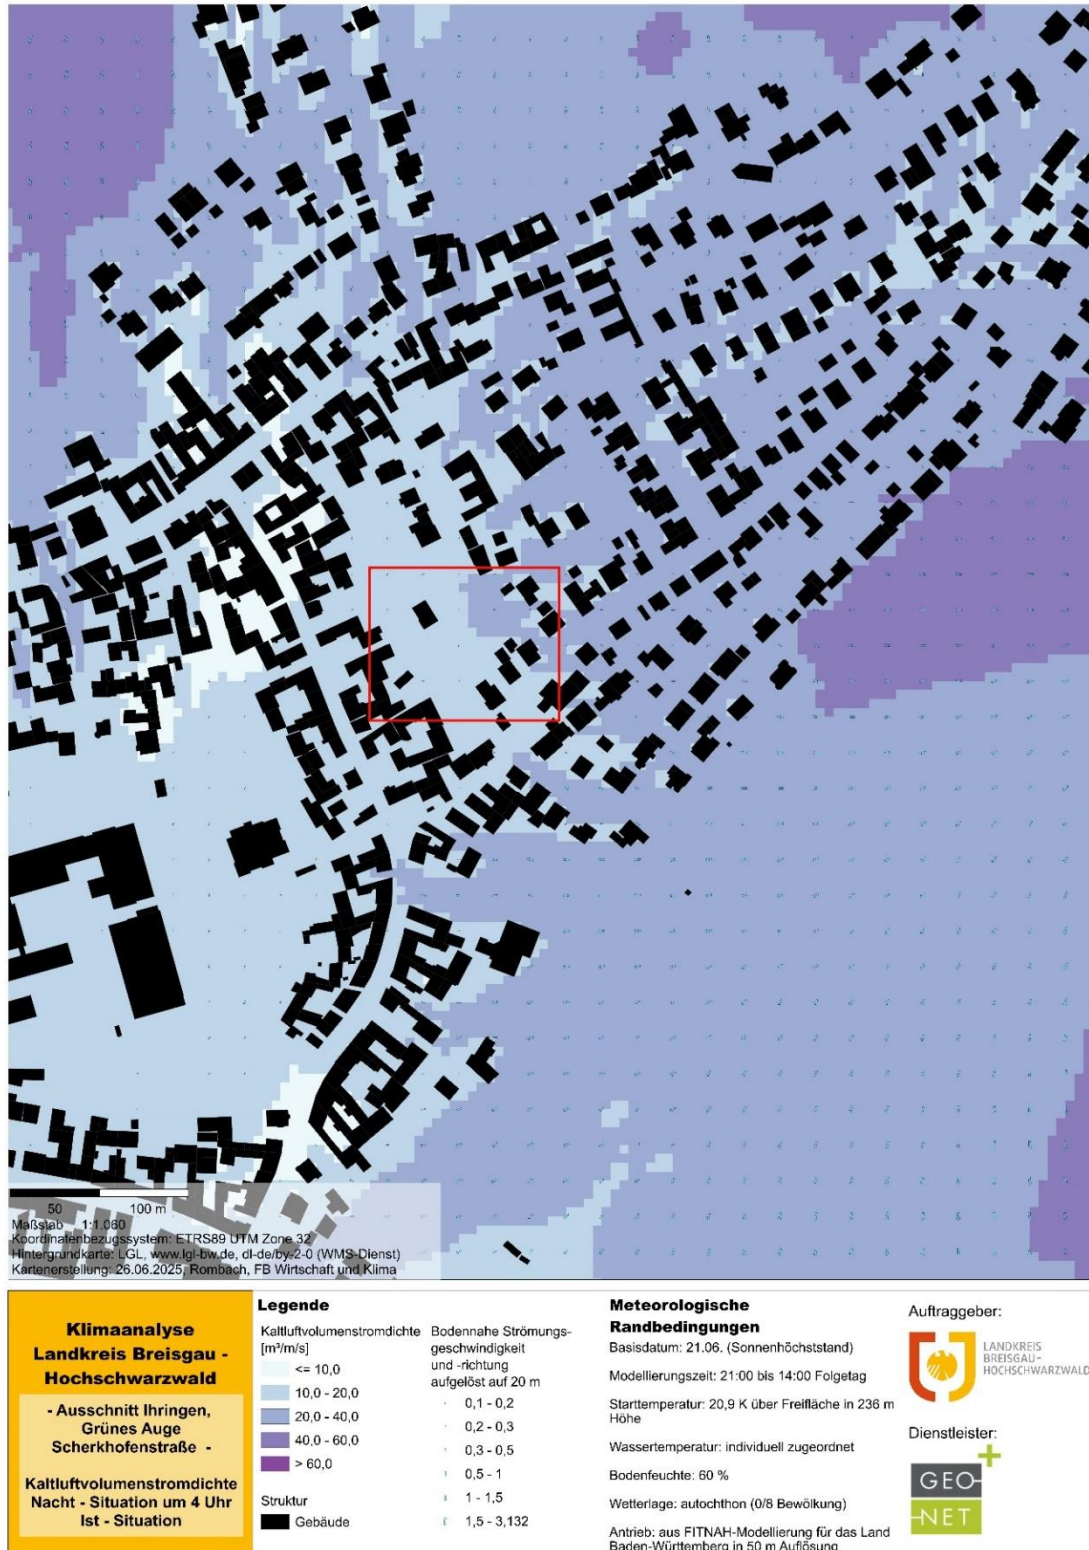 50 100 m
Maßstab 1:1.060
Koordinatenbezugssystem: ETRS89 UTM Zone 32
Hintergrundkarte: LGL, www.lgl-bw.de, dl-de/by-2-0 (WMS-Dienst)
Kartenerstellung: 26.06.2025, Rombach, FB Wirtschaft und Klima
Klimaanalyse
Landkreis Breisgau -
Hochschwarzwald
- Ausschnitt Ihringen,
Grünes Auge
Scherkhofenstraße -
Kaltluftvolumenstromdichte
Nacht - Situation um 4 Uhr
Ist - Situation
Legende
Kaltluftvolumenstromdichte
[m³/m/s]
<= 10,0
10,0 - 20,0
20,0 - 40,0
40,0 - 60,0
> 60,0
Struktur
Gebäude
Bodennahe Strömungs-
geschwindigkeit
und -richtung
aufgelöst auf 20 m
0,1 - 0,2
0,2 - 0,3
0,3 - 0,5
0,5 - 1
1 - 1,5
1,5 - 3,132
Meteorologische
Randbedingungen
Basisdatum: 21.06. (Sonnenhöchststand)
Modellierungszeit: 21:00 bis 14:00 Folgetag
Starttemperatur: 20,9 K über Freifläche in 236 m
Höhe
Wassertemperatur: individuell zugeordnet
Bodenfeuchte: 60 %
Wetterlage: autochthon (0/8 Bewölkung)
Antrieb: aus FITNAH-Modellierung für das Land
Baden-Württemberg in 50 m Auflösung
Auftraggeber:
LANDKREIS
BREISGAU-
HOCHSCHWARZWALD
Dienstleister:
GEO-
-NET